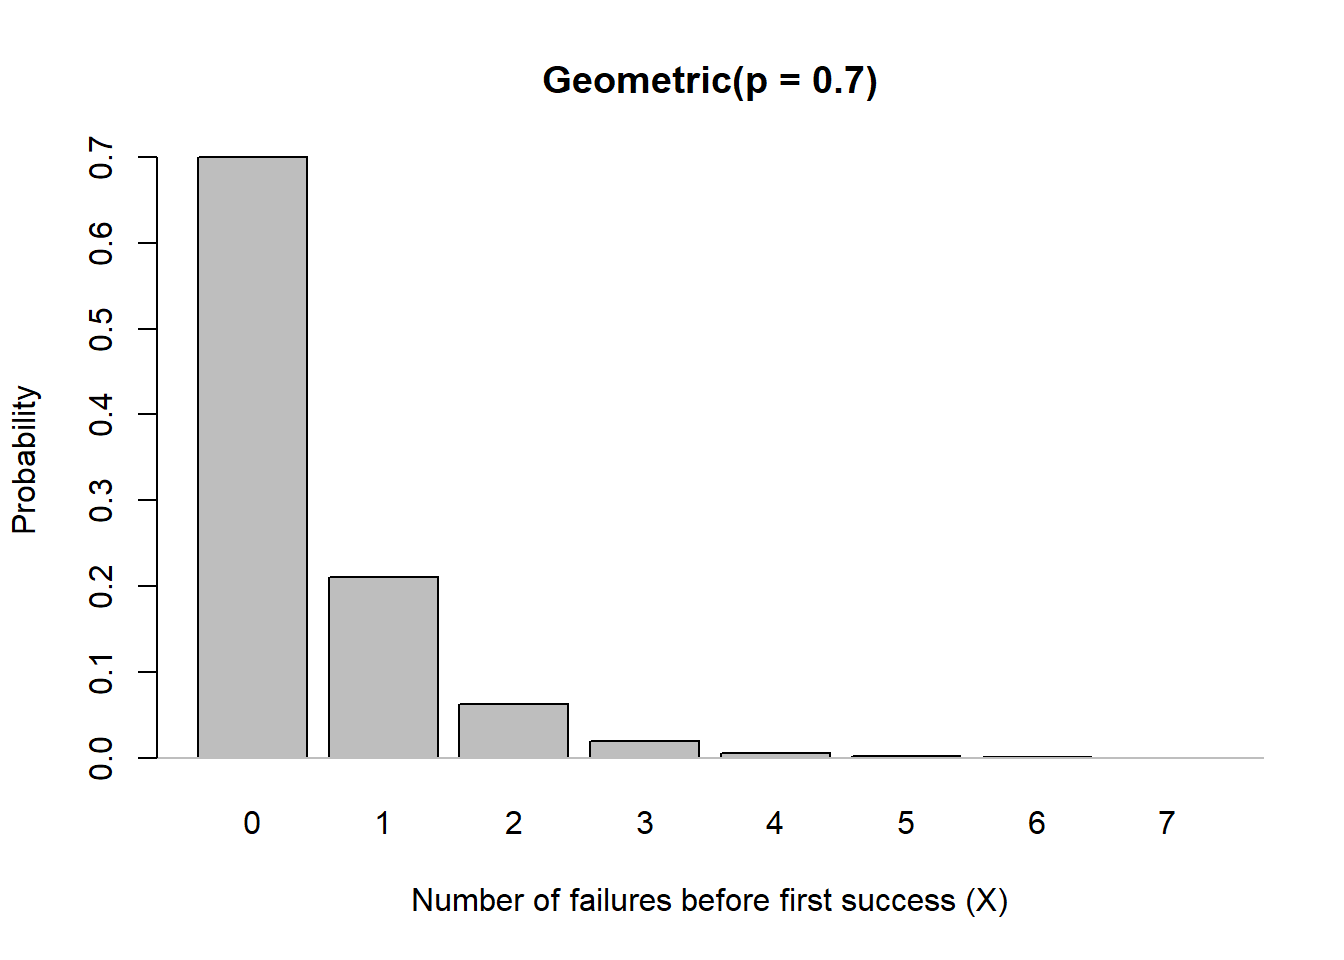 Geometric(p = 0.7)
Probability
0.7
0.6
0.5
0.4
0.3
0.2
0.1
0.0
0 1 2 3 4 5 6 7
Number of failures before first success (X)